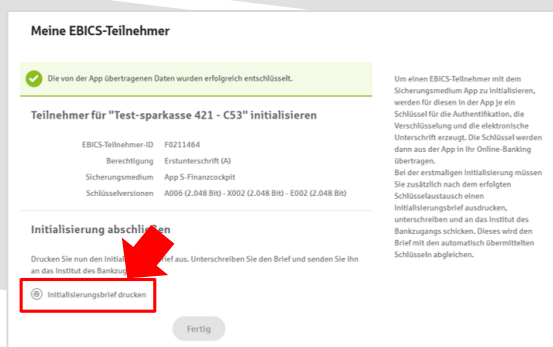 Meine EBICS-Teilnehmer
Die von der App übertragenen Daten wurden erfolgreich entschlüsselt.
Teilnehmer für "Test-sparkasse 421 - C53" initialisieren
EBICS-Teilnehmer-ID F0211464
Berechtigung Erstunterschrift (A)
Sicherungsmedium App S-Finanzcockpit
Schlüsselversionen A006 (2.048 Bit) - X002 (2.048 Bit) - E002 (2.048 Bit)
Initialisierung abschließen
Drucken Sie nun den Initial rief aus. Unterschreiben Sie den Brief und senden Sie ihn
an das Institut des Bankzug
Initialisierungsbrief drucken
Fertig
Um einen EBICS-Teilnehmer mit dem
Sicherungsmedium App zu initialisieren,
werden für diesen in der App je ein
Schlüssel für die Authentifikation, die
Verschlüsselung und die elektronische
Unterschrift erzeugt. Die Schlüssel werden
dann aus der App in Ihr Online-Banking
übertragen.
Bei der erstmaligen Initialisierung müssen
Sie zusätzlich nach dem erfolgten
Schlüsselaustausch einen
Initialisierungsbrief ausdrucken,
unterschreiben und an das Institut des
Bankzugangs schicken. Dieses wird den
Brief mit den automatisch übermittelten
Schlüsseln abgleichen.